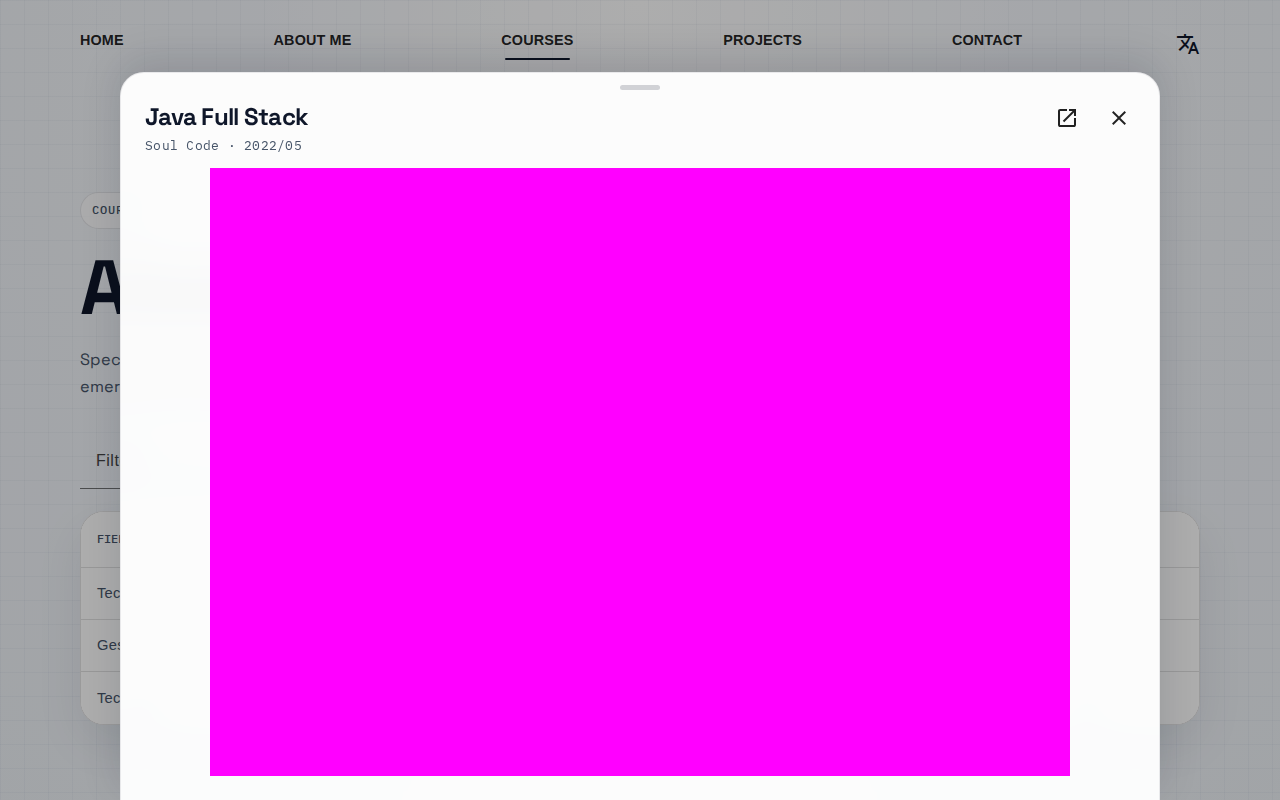 HOME
ABOUT ME
COURSES
PROJECTS
CONTACT
Java Full Stack
Soul Code · 2022/05